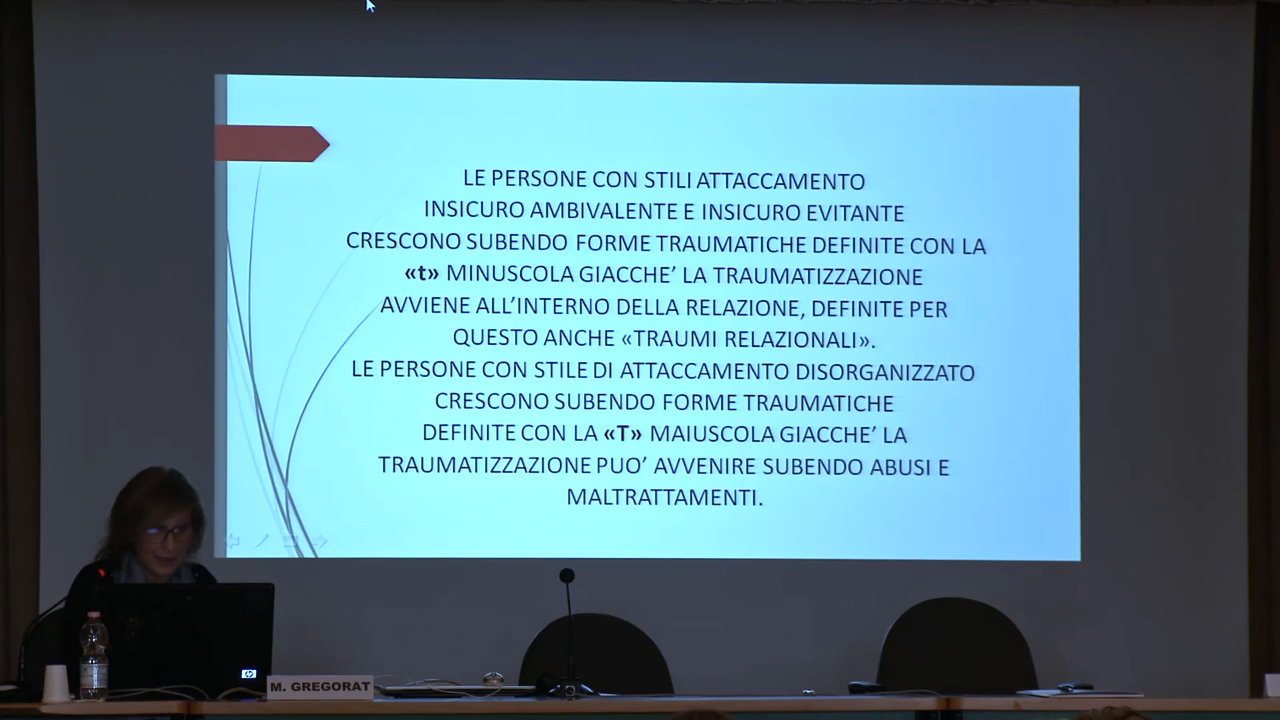 LE PERSONE CON STILI ATTACCAMENTO
INSICURO AMBIVALENTE E INSICURO EVITANTE
CRESCONO SUBENDO FORME TRAUMATICHE DEFINITE CON LA
«t» MINUSCOLA GIACCHE' LA TRAUMATIZZAZIONE
AVVIENE ALL'INTERNO DELLA RELAZIONE, DEFINITE PER
QUESTO ANCHE «TRAUMI RELAZIONALI».
LE PERSONE CON STILE DI ATTACCAMENTO DISORGANIZZATO
CRESCONO SUBENDO FORME TRAUMATICHE
DEFINITE CON LA «T» MAIUSCOLA GIACCHE' LA
TRAUMATIZZAZIONE PUO' AVVENIRE SUBENDO ABUSI E
MALTRATTAMENTI.
hp
M. GREGORAT